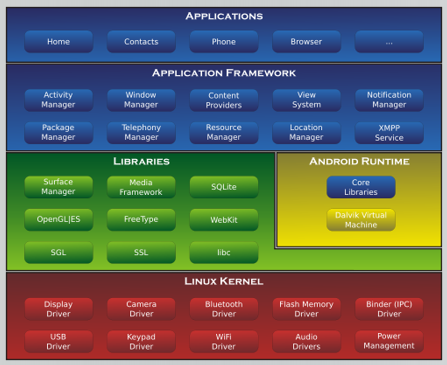 APPLICATIONS
Home
Contacts
Phone
Browser
...
APPLICATION FRAMEWORK
Activity
Manager
Window
Manager
Content
Providers
View
System
Notification
Manager
Package
Manager
Telephony
Manager
Resource
Manager
Location
Manager
XMPP
Service
LIBRARIES
Surface
Manager
Media
Framework
SQLite
OpenGL|ES
FreeType
WebKit
SGL
SSL
libc
ANDROID RUNTIME
Core
Libraries
Dalvik Virtual
Machine
LINUX KERNEL
Display
Driver
Camera
Driver
Bluetooth
Driver
Flash Memory
Driver
Binder (IPC)
Driver
USB
Driver
Keypad
Driver
WiFi
Driver
Audio
Drivers
Power
Management